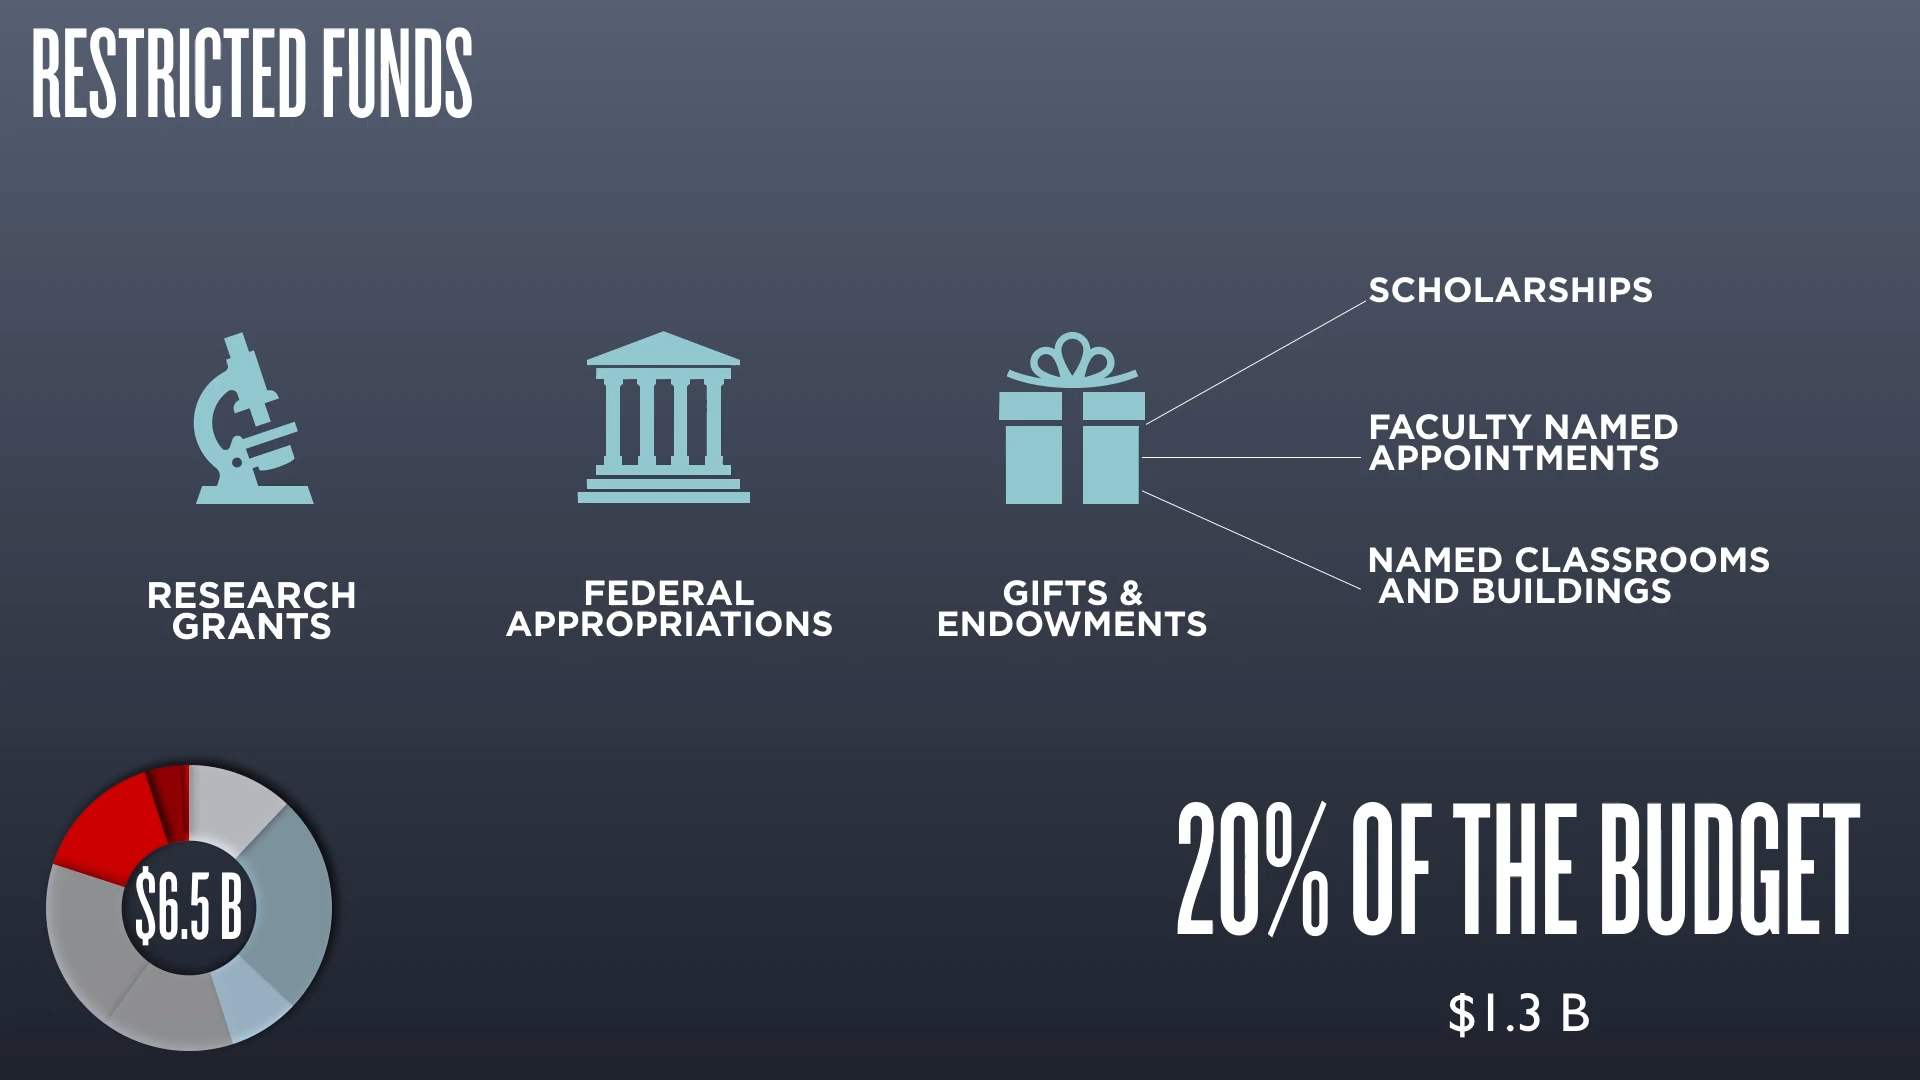 RESTRICTED FUNDS
RESEARCH
GRANTS
FEDERAL
APPROPRIATIONS
GIFTS &
ENDOWMENTS
SCHOLARSHIPS
FACULTY NAMED
APPOINTMENTS
NAMED CLASSROOMS
AND BUILDINGS
$6.5 B
20% OF THE BUDGET
$1.3 B